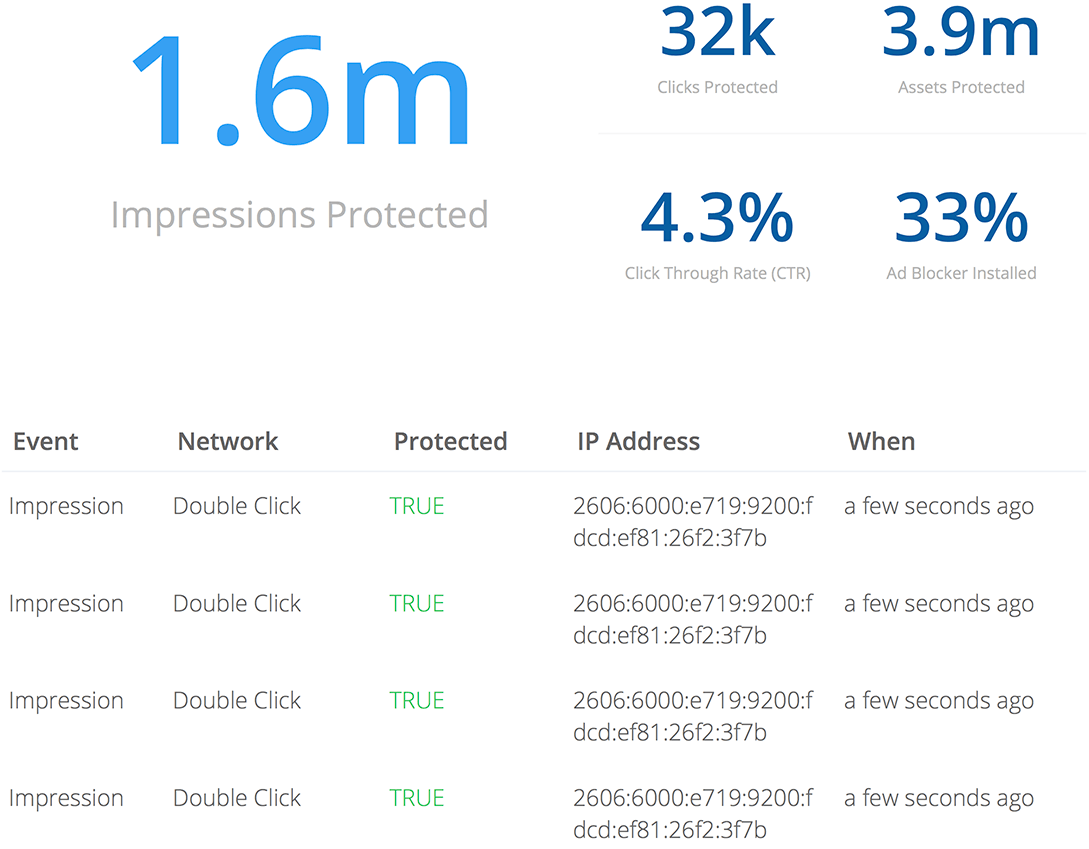 1.6m
Impressions Protected
32k
Clicks Protected
3.9m
Assets Protected
4.3%
Click Through Rate (CTR)
33%
Ad Blocker Installed
Event Network Protected IP Address When
Impression Double Click TRUE 2606:6000:e719:9200:f a few seconds ago
dcd:ef81:26f2:3f7b
Impression Double Click TRUE 2606:6000:e719:9200:f a few seconds ago
dcd:ef81:26f2:3f7b
Impression Double Click TRUE 2606:6000:e719:9200:f a few seconds ago
dcd:ef81:26f2:3f7b
Impression Double Click TRUE 2606:6000:e719:9200:f a few seconds ago
dcd:ef81:26f2:3f7b